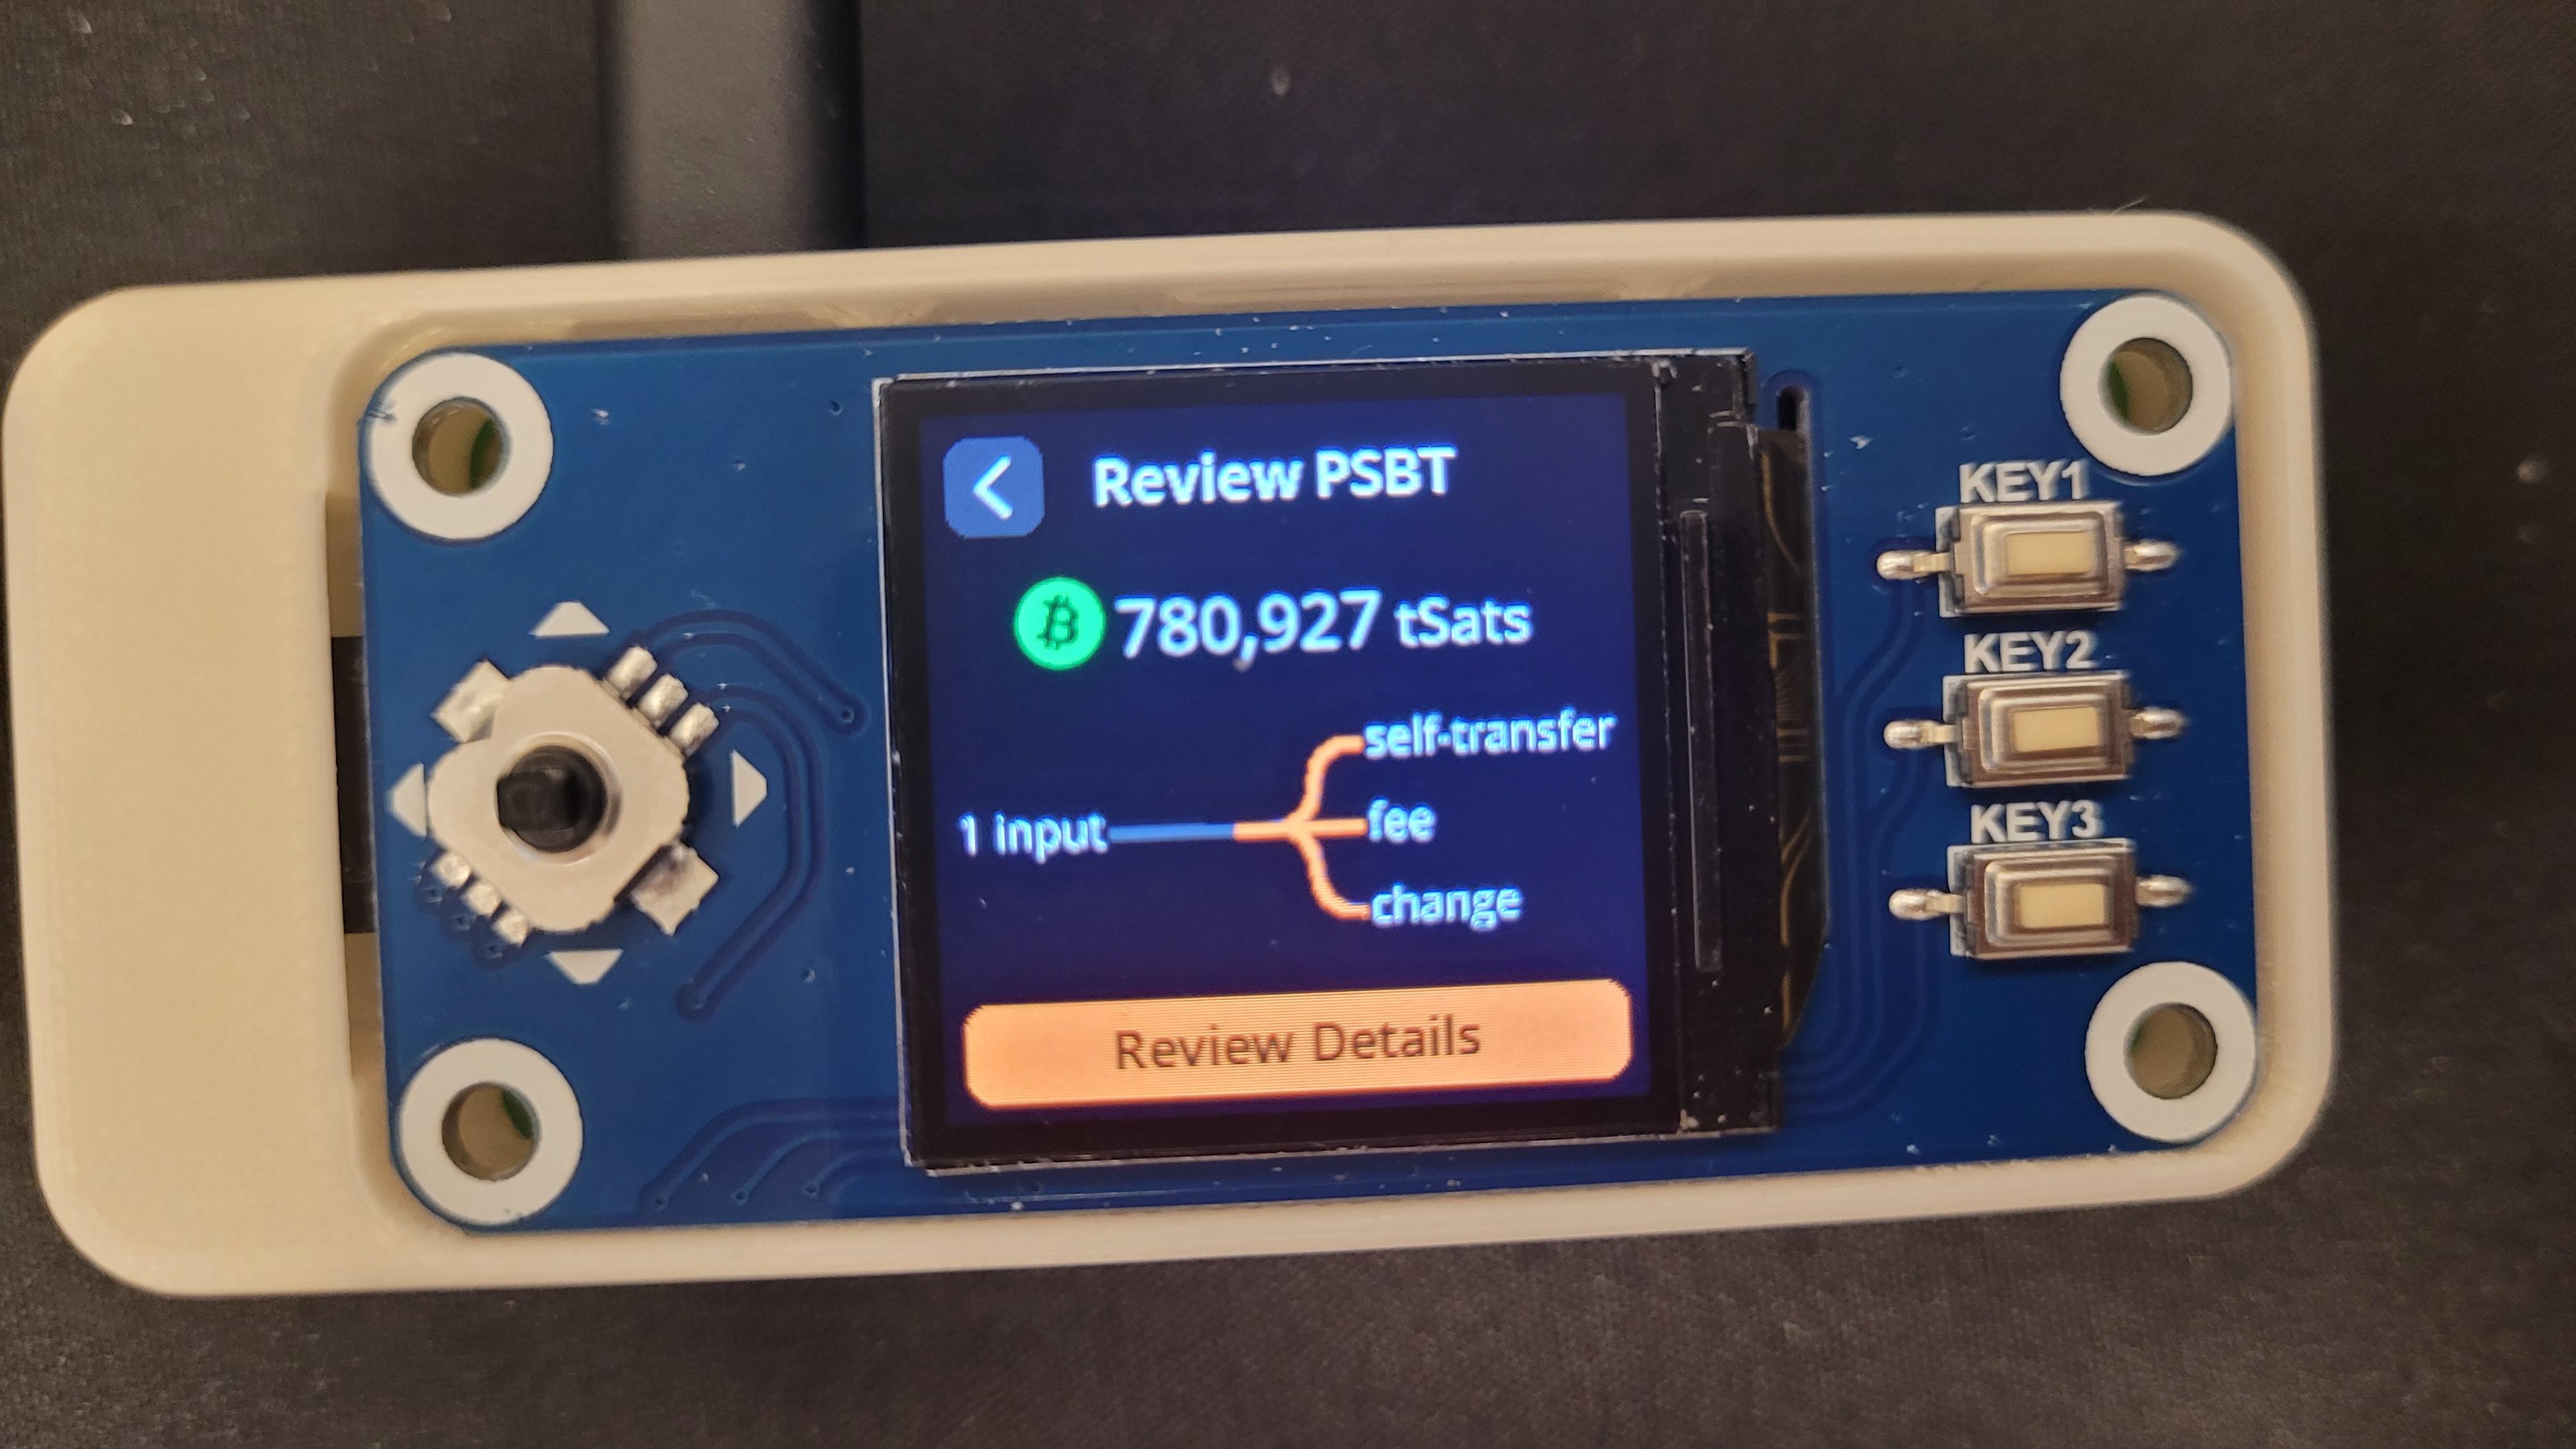 Review PSBT
₿ 780,927 tSats
self-transfer
1 input fee
change
Review Details
KEY1
KEY2
KEY3